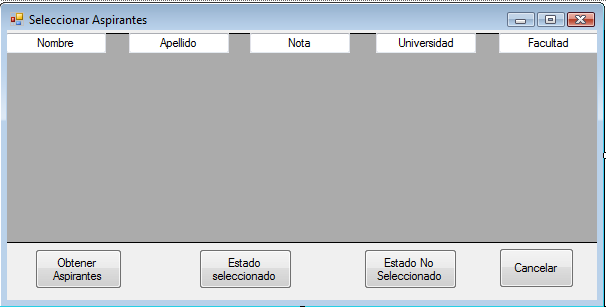 Seleccionar Aspirantes
Nombre Apellido Nota Universidad Facultad
Obtener Aspirantes
Estado seleccionado
Estado No Seleccionado
Cancelar